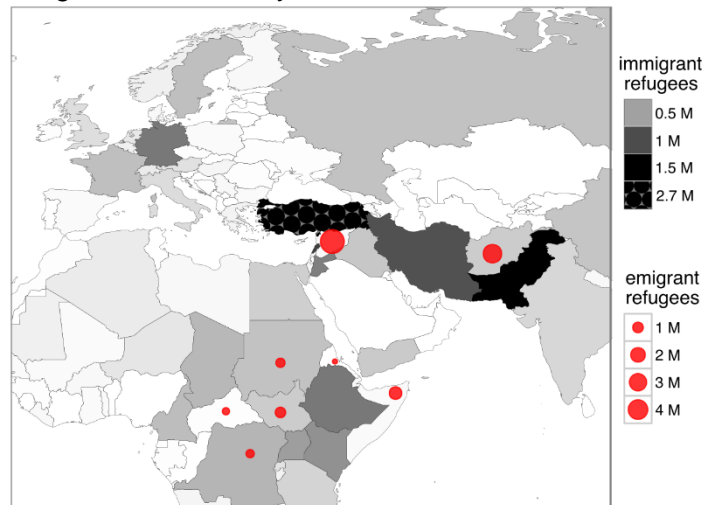 immigrant
refugees
0.5 M
1 M
1.5 M
2.7 M
emigrant
refugees
1 M
2 M
3 M
4 M